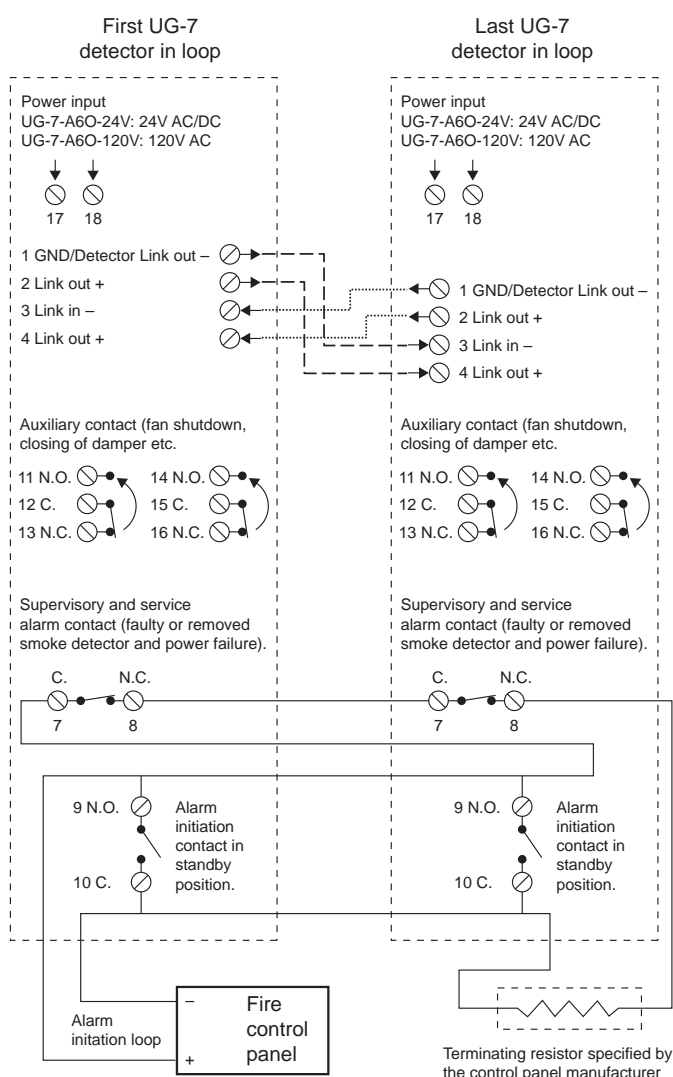 First UG-7
detector in loop
Last UG-7
detector in loop
Power input
UG-7-A6O-24V: 24V AC/DC
UG-7-A6O-120V: 120V AC
17 18
1 GND/Detector Link out –
2 Link out +
3 Link in –
4 Link out +
Auxiliary contact (fan shutdown,
closing of damper etc.
11 N.O. 14 N.O.
12 C. 15 C.
13 N.C. 16 N.C.
Supervisory and service
alarm contact (faulty or removed
smoke detector and power failure).
C. N.C.
7 8
9 N.O.
Alarm
initiation
contact in
standby
position.
10 C.
Power input
UG-7-A6O-24V: 24V AC/DC
UG-7-A6O-120V: 120V AC
17 18
1 GND/Detector Link out –
2 Link out +
3 Link in –
4 Link out +
Auxiliary contact (fan shutdown,
closing of damper etc.
11 N.O. 14 N.O.
12 C. 15 C.
13 N.C. 16 N.C.
Supervisory and service
alarm contact (faulty or removed
smoke detector and power failure).
C. N.C.
7 8
9 N.O.
Alarm
initiation
contact in
standby
position.
10 C.
Alarm
initation loop
–
+
Fire
control
panel
Terminating resistor specified by
the control panel manufacturer